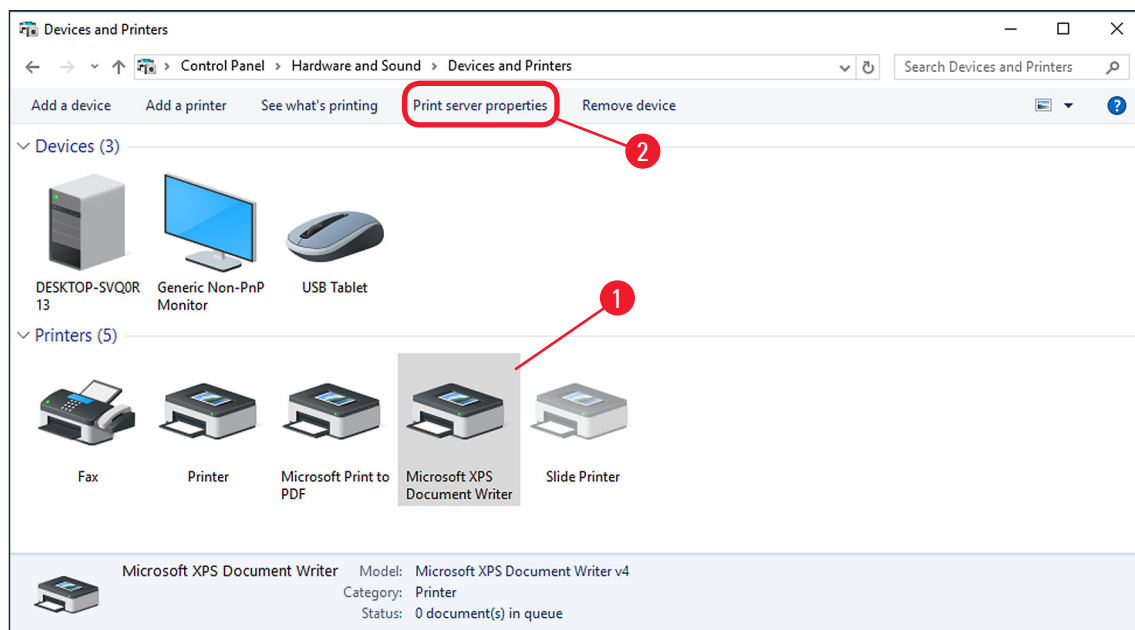 Devices and Printers
Control Panel > Hardware and Sound > Devices and Printers
Search Devices and Printers
Add a device Add a printer See what's printing Print server properties Remove device
2
Devices (3)
DESKTOP-SVQ0R
13
Generic Non-PnP
Monitor
USB Tablet
1
Printers (5)
Fax
Printer
Microsoft Print to
PDF
Microsoft XPS
Document Writer
Slide Printer
Microsoft XPS Document Writer Model: Microsoft XPS Document Writer v4
Category: Printer
Status: 0 document(s) in queue